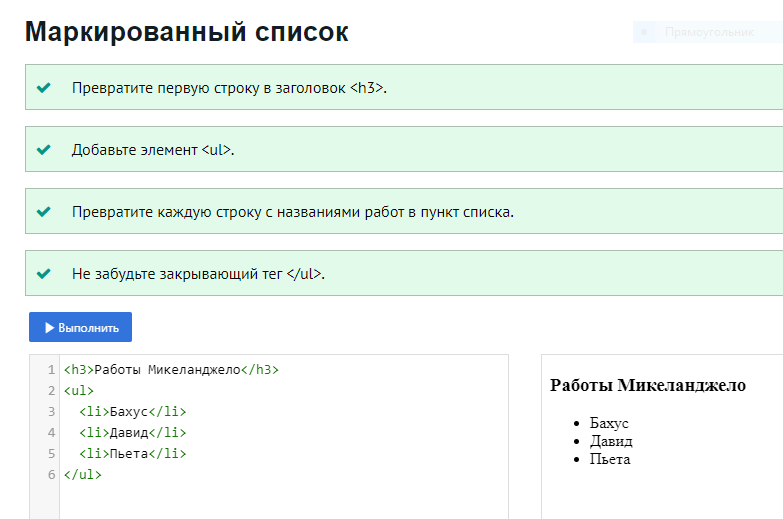 Маркированный список
Прямоугольник
Превратите первую строку в заголовок <h3>.
Добавьте элемент <ul>.
Превратите каждую строку с названиями работ в пункт списка.
Не забудьте закрывающий тег </ul>.
Выполнить
1 <h3>Работы Микеланджело</h3>
2 <ul>
3 <li>Бахус</li>
4 <li>Давид</li>
5 <li>Пьета</li>
6 </ul>
Работы Микеланджело
• Бахус
• Давид
• Пьета